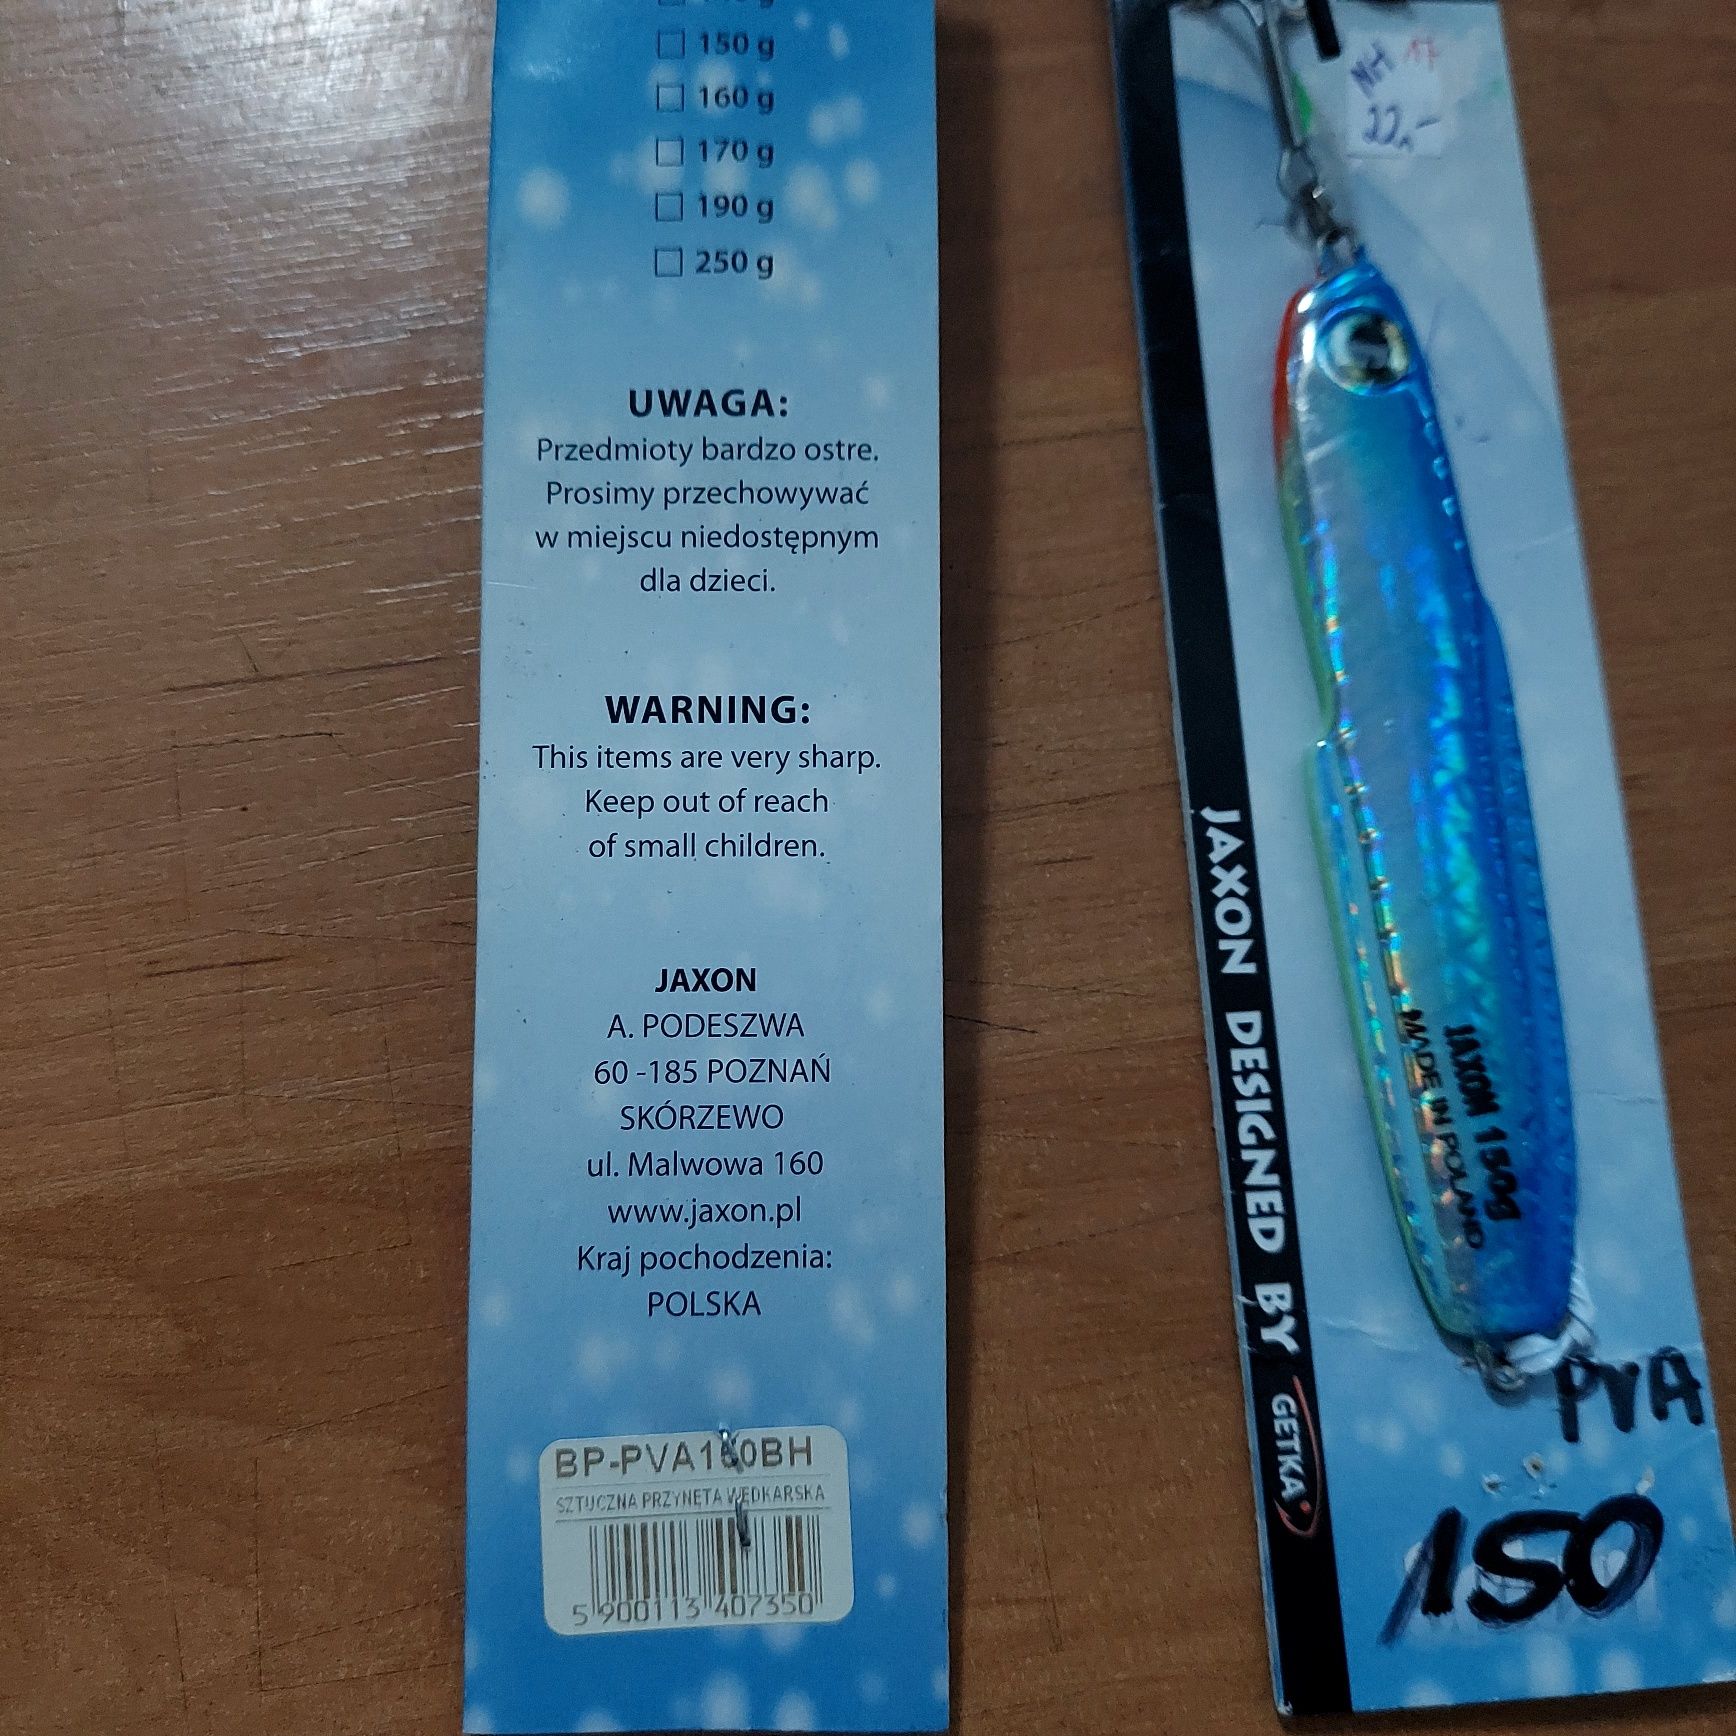 150 g
160 g
170 g
190 g
250 g
UWAGA:
Przedmioty bardzo ostre.
Prosimy przechowywać
w miejscu niedostępnym
dla dzieci.
WARNING:
This items are very sharp.
Keep out of reach
of small children.
JAXON
A. PODESZWA
60 -185 POZNAŃ
SKÓRZEWO
ul. Malwowa 160
www.jaxon.pl
Kraj pochodzenia:
POLSKA
SZTUCZNA PRZYNĘTA WĘDKARSKA
5 900113 407350
MH 17
22,-
JAXON DESIGNED BY GETKA
JAXON 150g
MADE IN POLAND
PVA
150